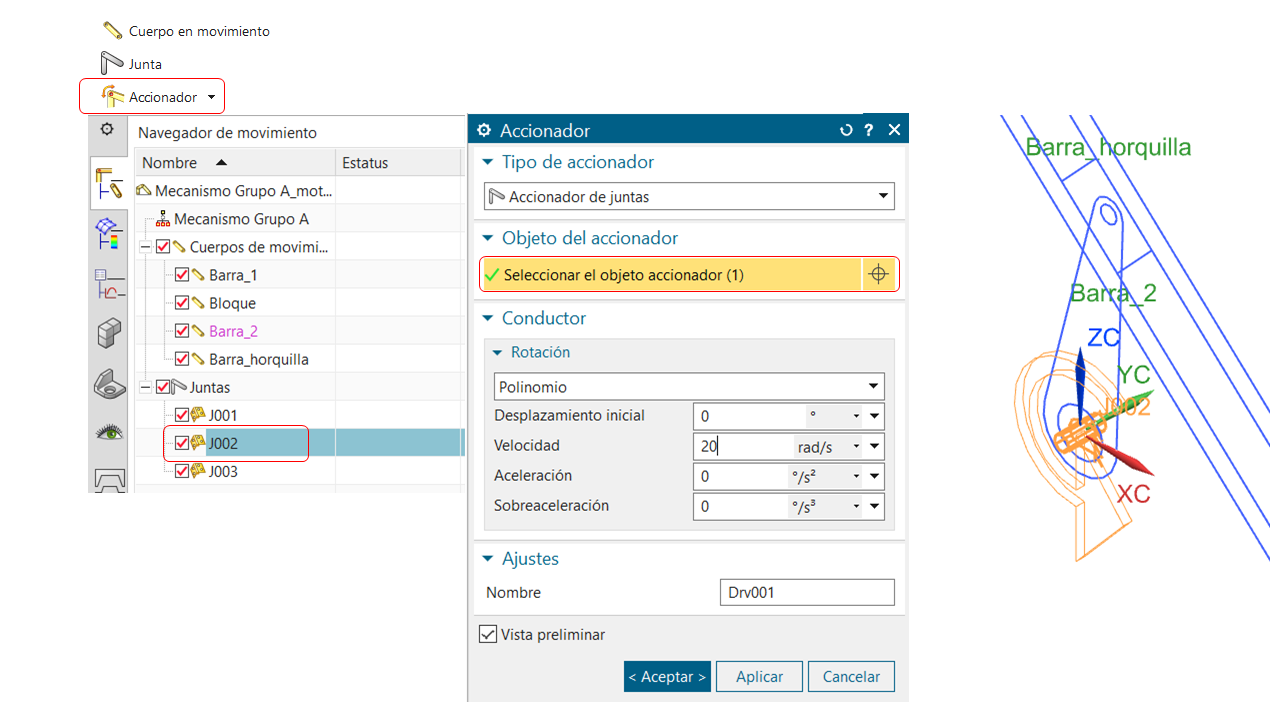 Cuerpo en movimiento
Junta
Accionador
Navegador de movimiento
Nombre Estatus
Mecanismo Grupo A_mot...
Mecanismo Grupo A
Cuerpos de movimi...
Barra_1
Bloque
Barra_2
Barra_horquilla
Juntas
J001
J002
J003
Accionador
Tipo de accionador
Accionador de juntas
Objeto del accionador
Seleccionar el objeto accionador (1)
Conductor
Rotación
Polinomio
Desplazamiento inicial 0 °
Velocidad 20 rad/s
Aceleración 0 °/s²
Sobreaceleración 0 °/s³
Ajustes
Nombre Drv001
Vista preliminar
< Aceptar > Aplicar Cancelar
Barra_horquilla
Barra_2
ZC
YC
J002
XC